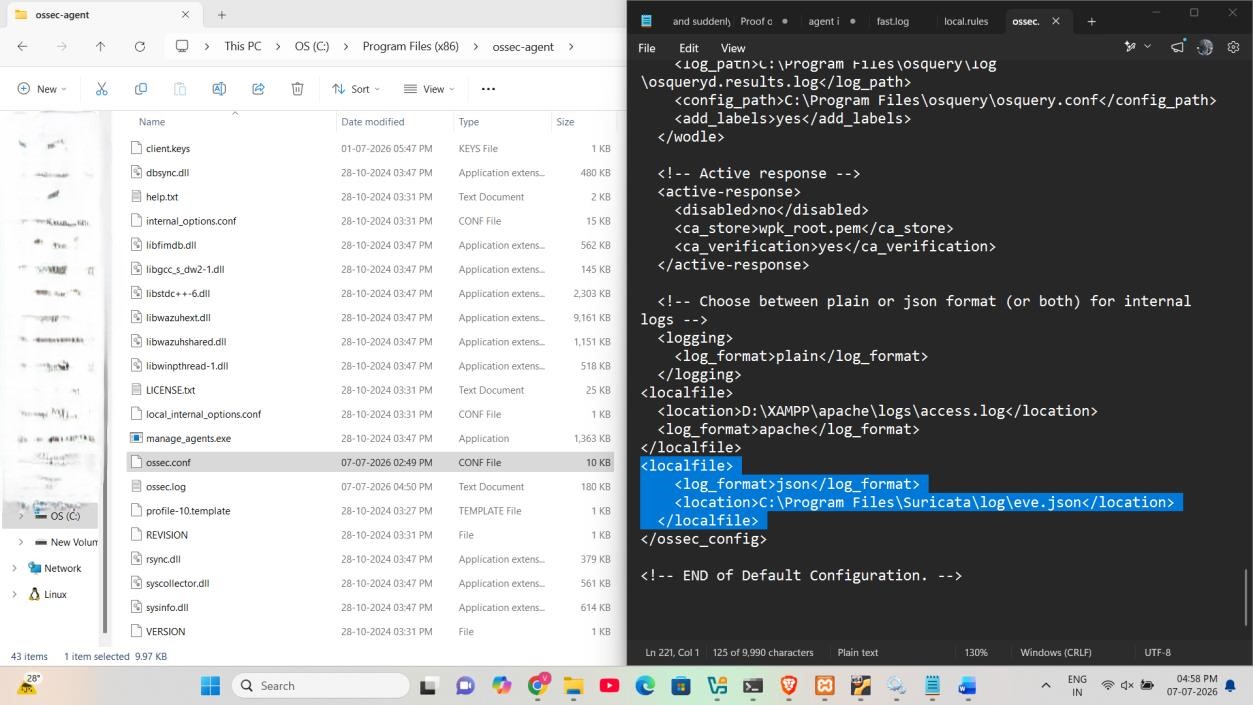 ossec-agent
This PC > OS (C:) > Program Files (x86) > ossec-agent >
New
Sort
View
Name Date modified Type Size
client.keys 01-07-2026 05:47 PM KEYS File 1 KB
dbsync.dll 28-10-2024 03:47 PM Application extens... 480 KB
help.txt 28-10-2024 03:31 PM Text Document 2 KB
internal_options.conf 28-10-2024 03:31 PM CONF File 15 KB
libfimdb.dll 28-10-2024 03:47 PM Application extens... 562 KB
libgcc_s_dw2-1.dll 28-10-2024 03:47 PM Application extens... 145 KB
libstdc++-6.dll 28-10-2024 03:47 PM Application extens... 2,303 KB
libwazuhext.dll 28-10-2024 03:47 PM Application extens... 9,161 KB
libwazuhshared.dll 28-10-2024 03:47 PM Application extens... 1,151 KB
libwinpthread-1.dll 28-10-2024 03:47 PM Application extens... 518 KB
LICENSE.txt 28-10-2024 03:31 PM Text Document 25 KB
local_internal_options.conf 28-10-2024 03:31 PM CONF File 1 KB
manage_agents.exe 28-10-2024 03:47 PM Application 1,363 KB
ossec.conf 07-07-2026 02:49 PM CONF File 10 KB
ossec.log 07-07-2026 04:50 PM Text Document 180 KB
profile-10.template 28-10-2024 03:27 PM TEMPLATE File 1 KB
REVISION 28-10-2024 03:31 PM File 1 KB
rsync.dll 28-10-2024 03:47 PM Application extens... 379 KB
syscollector.dll 28-10-2024 03:47 PM Application extens... 561 KB
sysinfo.dll 28-10-2024 03:47 PM Application extens... 614 KB
VERSION 28-10-2024 03:31 PM File 1 KB
OS (C:)
New Volum
Network
Linux
43 items 1 item selected 9.97 KB
and suddenly Proof o agent i fast.log local.rules ossec.
File Edit View
<log_path>C:\Program Files\osquery\log
\osqueryd.results.log</log_path>
<config_path>C:\Program Files\osquery\osquery.conf</config_path>
<add_labels>yes</add_labels>
</wodle>
<!-- Active response -->
<active-response>
<disabled>no</disabled>
<ca_store>wpk_root.pem</ca_store>
<ca_verification>yes</ca_verification>
</active-response>
<!-- Choose between plain or json format (or both) for internal
logs -->
<logging>
<log_format>plain</log_format>
</logging>
<localfile>
<location>D:\XAMPP\apache\logs\access.log</location>
<log_format>apache</log_format>
</localfile>
<localfile>
<log_format>json</log_format>
<location>C:\Program Files\Suricata\log\eve.json</location>
</localfile>
</ossec_config>
<!-- END of Default Configuration. -->
Ln 221, Col 1 125 of 9,990 characters Plain text 130% Windows (CRLF) UTF-8
28°
Search
ENG
IN
04:58 PM
07-07-2026